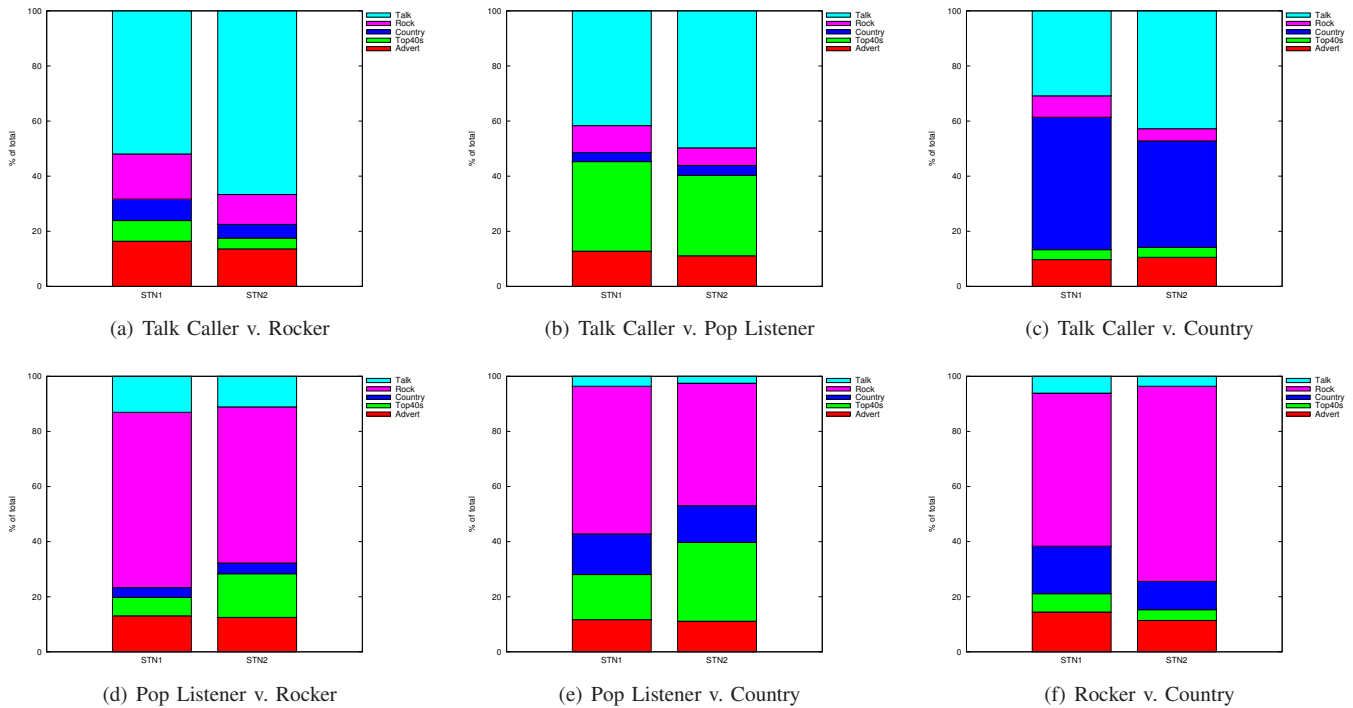 100
80
60
40
20
0
% of total
STN1
STN2
Talk
Rock
Country
Top40s
Advert
(a) Talk Caller v. Rocker
100
80
60
40
20
0
% of total
STN1
STN2
Talk
Rock
Country
Top40s
Advert
(b) Talk Caller v. Pop Listener
100
80
60
40
20
0
% of total
STN1
STN2
Talk
Rock
Country
Top40s
Advert
(c) Talk Caller v. Country
100
80
60
40
20
0
% of total
STN1
STN2
Talk
Rock
Country
Top40s
Advert
(d) Pop Listener v. Rocker
100
80
60
40
20
0
% of total
STN1
STN2
Talk
Rock
Country
Top40s
Advert
(e) Pop Listener v. Country
100
80
60
40
20
0
% of total
STN1
STN2
Talk
Rock
Country
Top40s
Advert
(f) Rocker v. Country